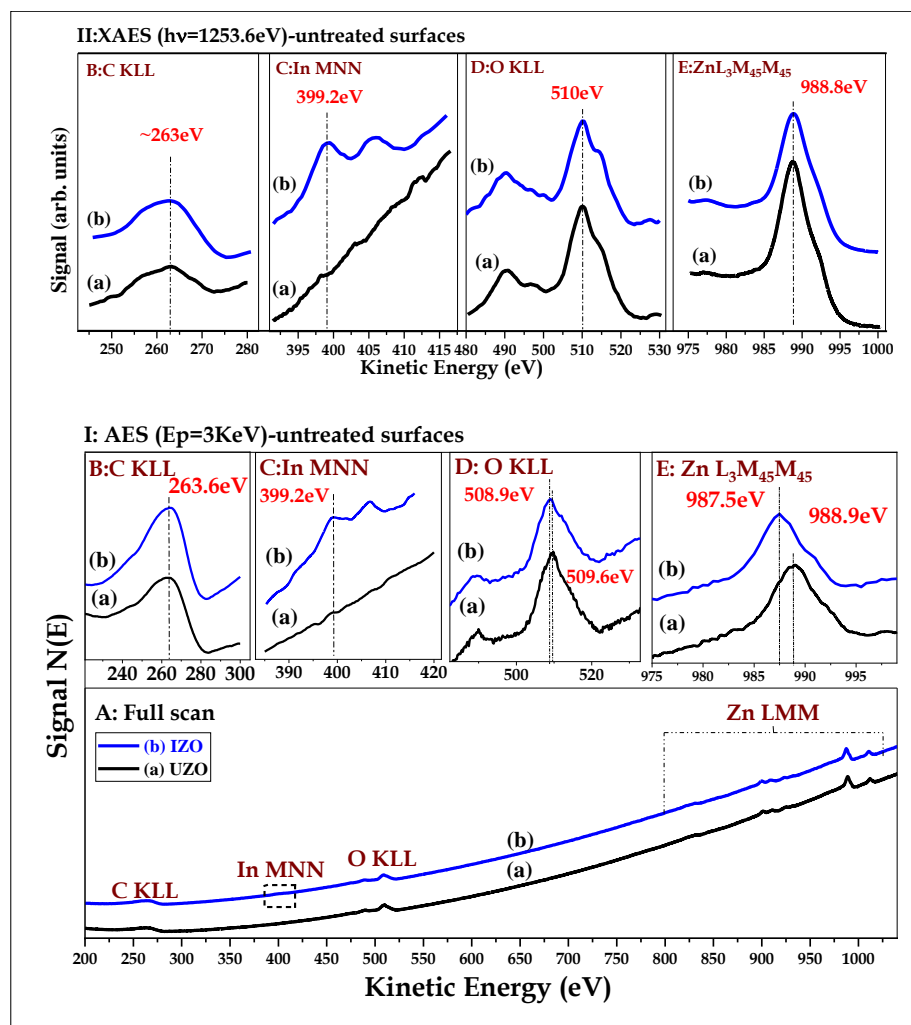 II:XAES (hν=1253.6eV)-untreated surfaces
B:C KLL
C:In MNN
D:O KLL
E:ZnL₃M₄₅M₄₅
~263eV
399.2eV
510eV
988.8eV
(b)
(a)
(b)
(a)
(b)
(a)
(b)
(a)
Signal (arb. units)
250 260 270 280
395 400 405 410 415
480 490 500 510 520 530
975 980 985 990 995 1000
Kinetic Energy (eV)
I: AES (Ep=3KeV)-untreated surfaces
B:C KLL
C:In MNN
D: O KLL
E: Zn L₃M₄₅M₄₅
263.6eV
399.2eV
508.9eV
509.6eV
987.5eV
988.9eV
(b)
(a)
(b)
(a)
(b)
(a)
(b)
(a)
240 260 280 300
390 400 410 420
500 520
975 980 985 990 995
Signal N(E)
A: Full scan
(b) IZO
(a) UZO
Zn LMM
C KLL
In MNN
O KLL
(b)
(a)
200 250 300 350 400 450 500 550 600 650 700 750 800 850 900 950 1000
Kinetic Energy (eV)